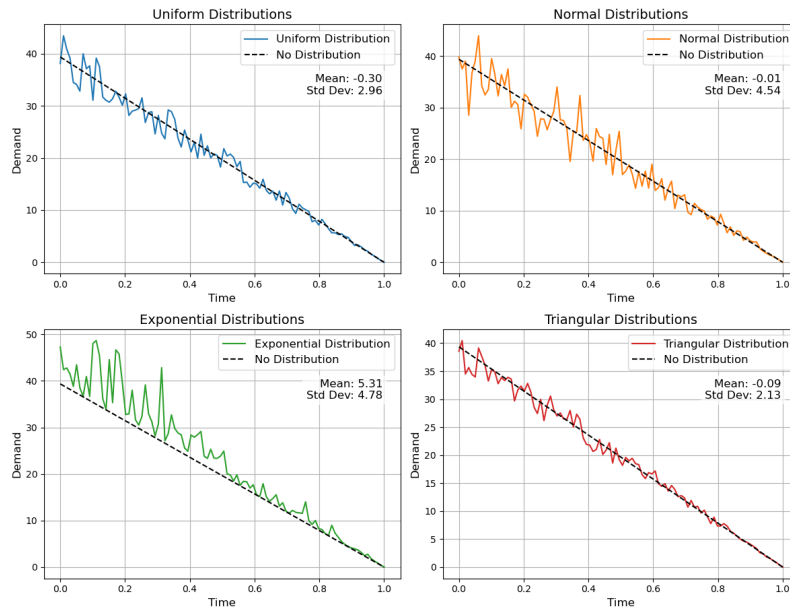 Uniform Distributions
Uniform Distribution
No Distribution
Mean: -0.30
Std Dev: 2.96
40
30
20
10
0
Demand
0.0 0.2 0.4 0.6 0.8 1.0
Time
Normal Distributions
Normal Distribution
No Distribution
Mean: -0.01
Std Dev: 4.54
40
30
20
10
0
Demand
0.0 0.2 0.4 0.6 0.8 1.0
Time
Exponential Distributions
Exponential Distribution
No Distribution
Mean: 5.31
Std Dev: 4.78
50
40
30
20
10
0
Demand
0.0 0.2 0.4 0.6 0.8 1.0
Time
Triangular Distributions
Triangular Distribution
No Distribution
Mean: -0.09
Std Dev: 2.13
40
35
30
25
20
15
10
5
0
Demand
0.0 0.2 0.4 0.6 0.8 1.0
Time